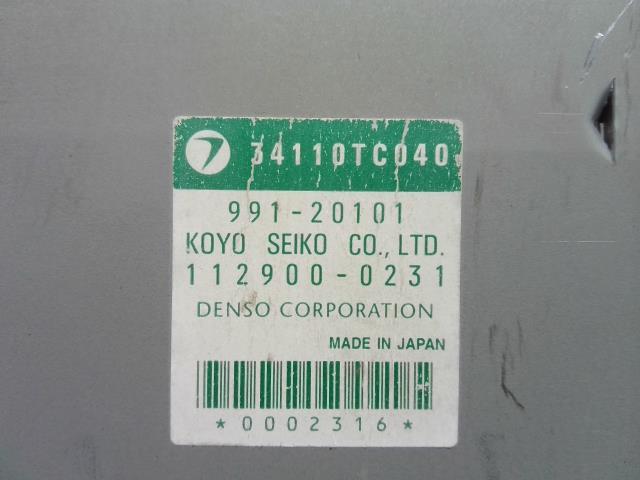 34110TC040
991-20101
KOYO SEIKO CO., LTD.
112900-0231
DENSO CORPORATION
MADE IN JAPAN
*0002316*